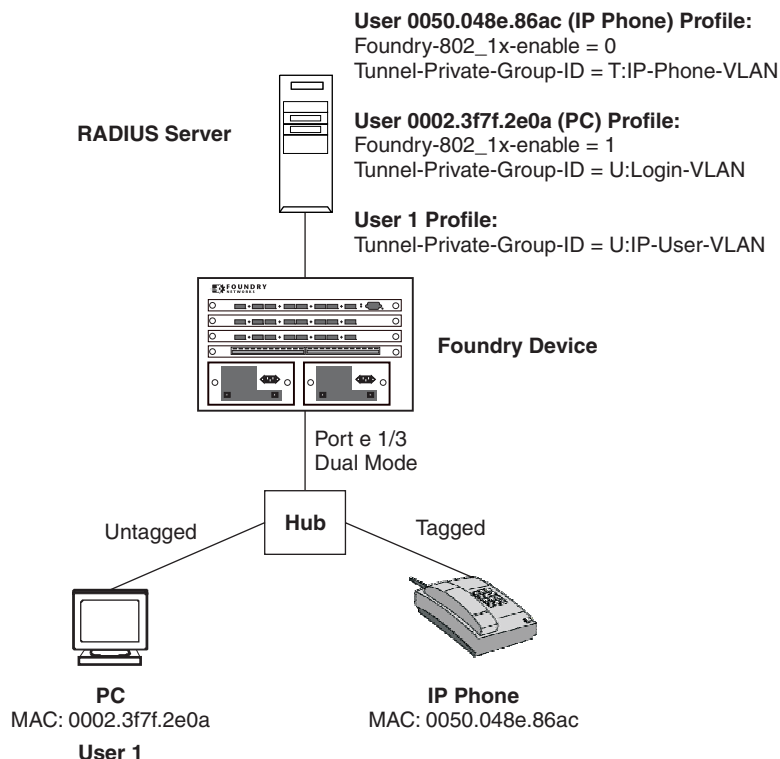 User 0050.048e.86ac (IP Phone) Profile:
Foundry-802_1x-enable = 0
Tunnel-Private-Group-ID = T:IP-Phone-VLAN
RADIUS Server
User 0002.3f7f.2e0a (PC) Profile:
Foundry-802_1x-enable = 1
Tunnel-Private-Group-ID = U:Login-VLAN
User 1 Profile:
Tunnel-Private-Group-ID = U:IP-User-VLAN
FOUNDRY
NETWORKS
Foundry Device
Port e 1/3
Dual Mode
Untagged
Hub
Tagged
PC
MAC: 0002.3f7f.2e0a
User 1
IP Phone
MAC: 0050.048e.86ac